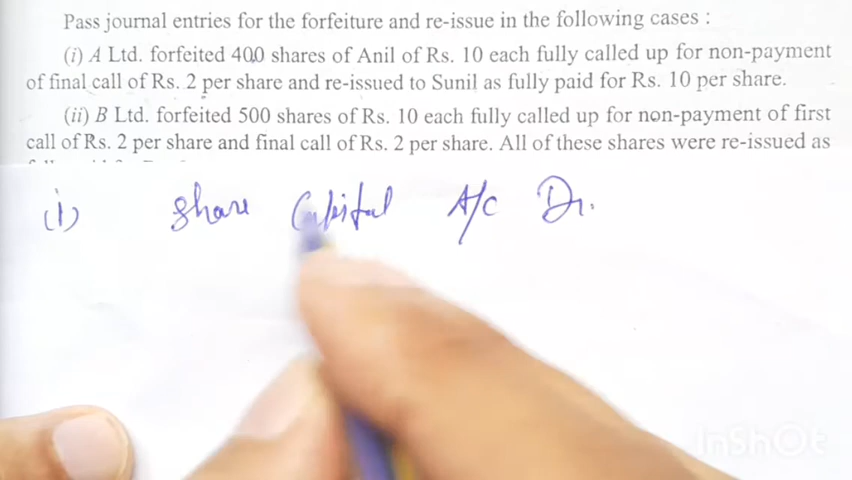 Pass journal entries for the forfeiture and re-issue in the following cases :
(i) A Ltd. forfeited 400 shares of Anil of Rs. 10 each fully called up for non-payment
of final call of Rs. 2 per share and re-issued to Sunil as fully paid for Rs. 10 per share.
(ii) B Ltd. forfeited 500 shares of Rs. 10 each fully called up for non-payment of first
call of Rs. 2 per share and final call of Rs. 2 per share. All of these shares were re-issued as
(i) Share Capital A/C Dr.
InShOt